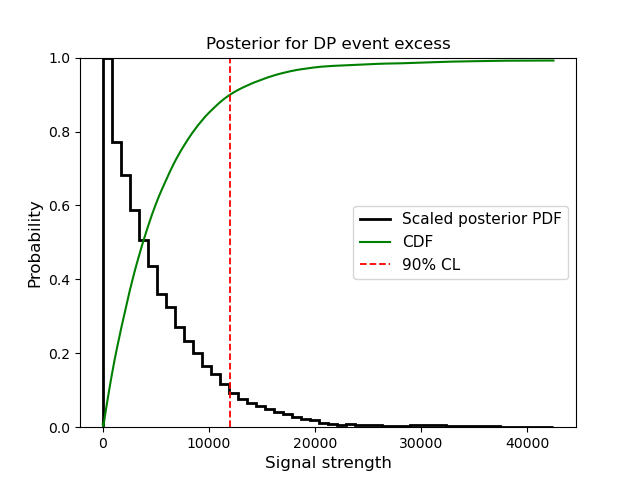 Posterior for DP event excess
Probability
1.0
0.8
0.6
0.4
0.2
0.0
Scaled posterior PDF
CDF
90% CL
0 10000 20000 30000 40000
Signal strength